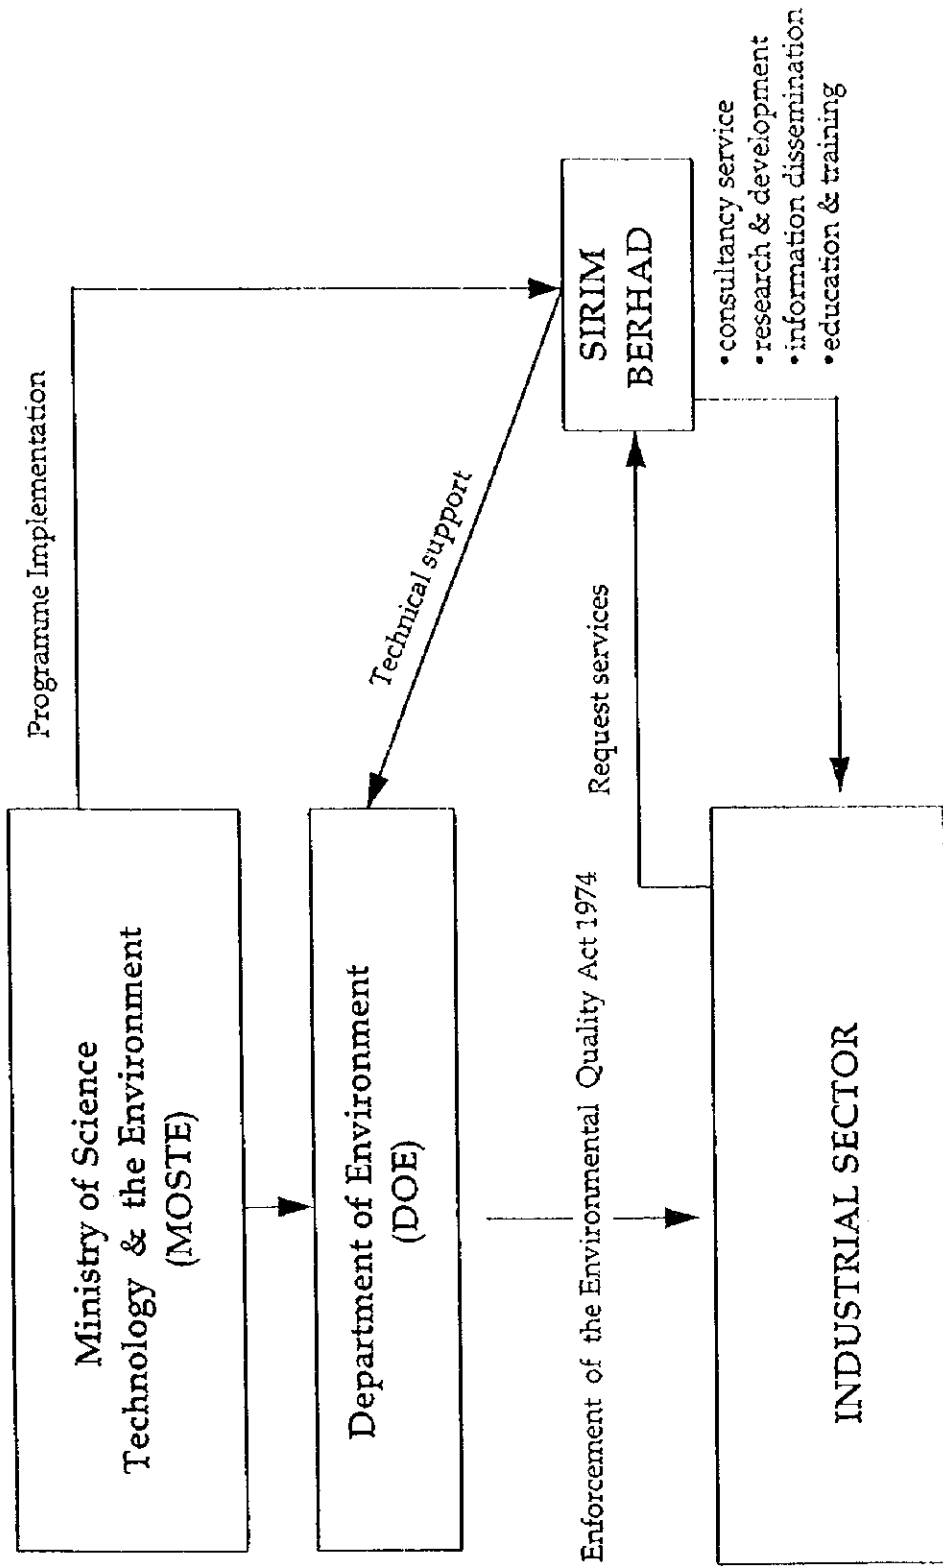 Programme Implementation
Ministry of Science
Technology & the Environment
(MOSTE)
Technical support
Department of Environment
(DOE)
SIRIM
BERHAD
Request services
Enforcement of the Environmental Quality Act 1974
•consultancy service
•research & development
•information dissemination
•education & training
INDUSTRIAL SECTOR